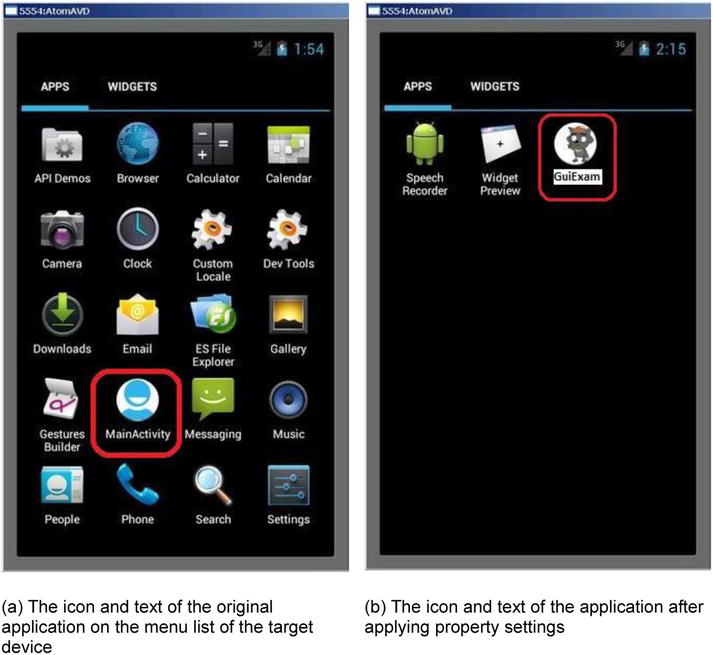 5554:AtomAVD
3G 1:54
APPS WIDGETS
API Demos Browser Calculator Calendar
Camera Clock Custom Dev Tools
Locale
Downloads Email ES File Gallery
Explorer
Gestures MainActivity Messaging Music
Builder
People Phone Search Settings
(a) The icon and text of the original
application on the menu list of the target
device
5554:AtomAVD
3G 2:15
APPS WIDGETS
Speech Widget GuiExam
Recorder Preview
(b) The icon and text of the application after
applying property settings